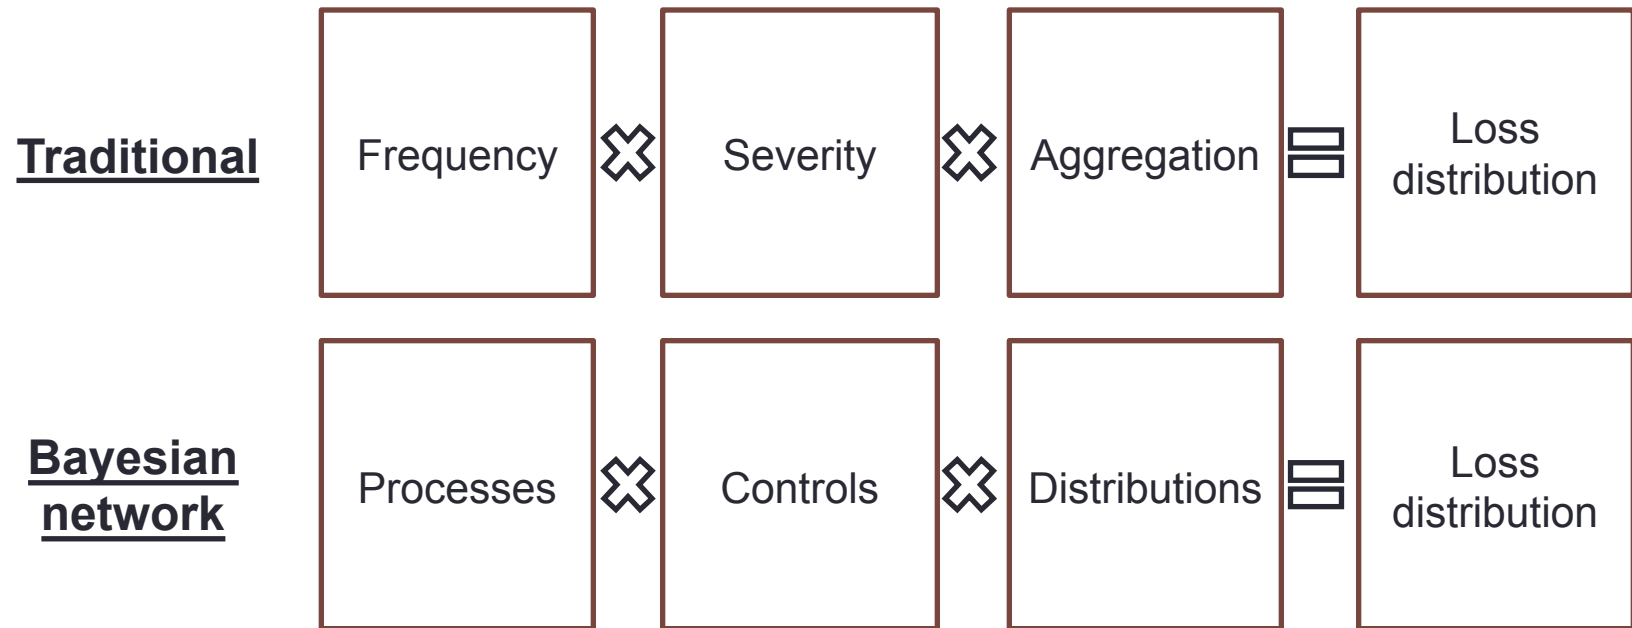 Traditional
Frequency
Severity
Aggregation
Loss
distribution
Bayesian
network
Processes
Controls
Distributions
Loss
distribution